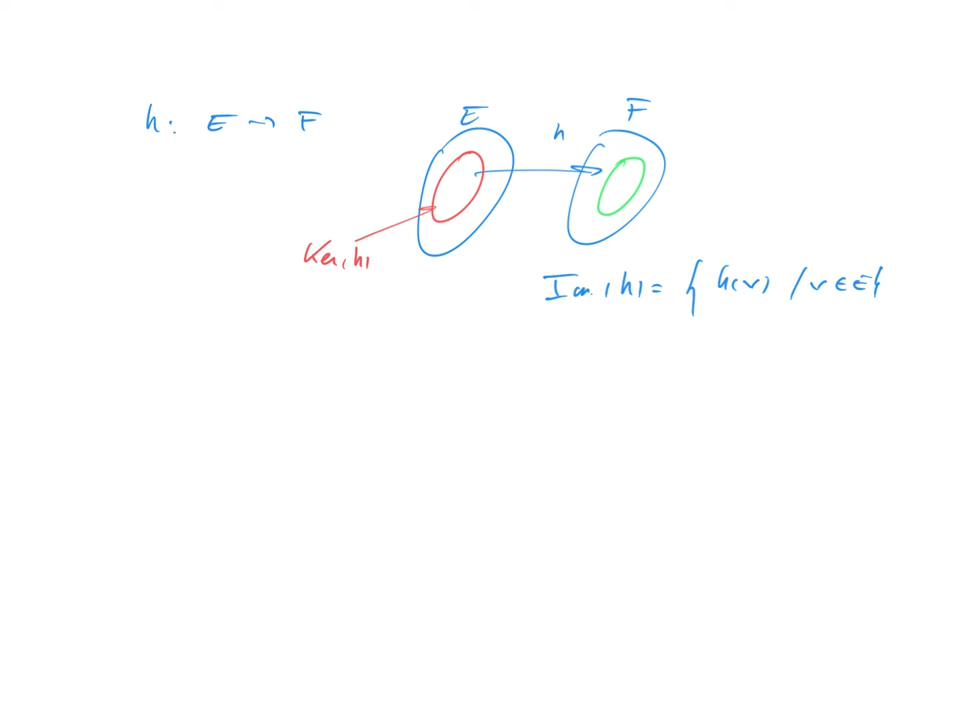 h: E → F
E
F
h
Ker(h)
Im(h) = { h(v) / v ∈ E }